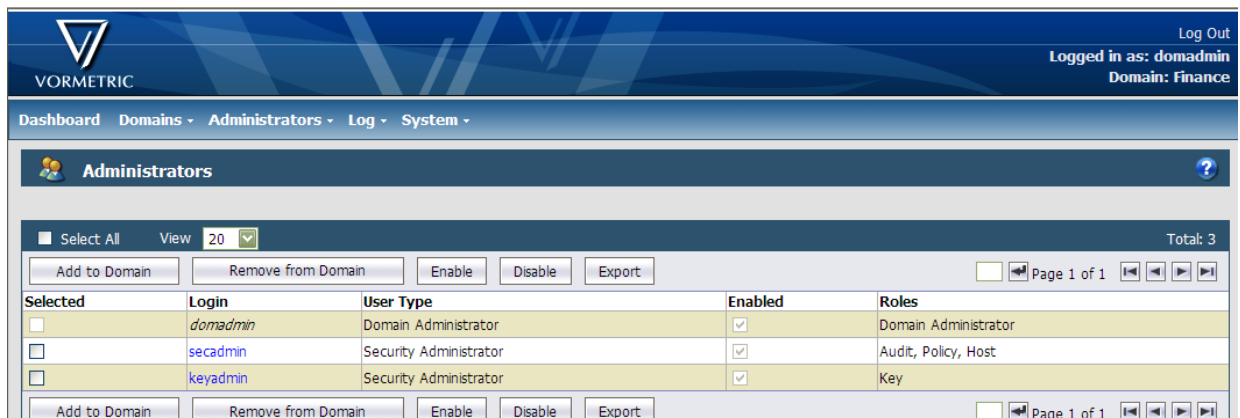 VORMETRIC
Log Out
Logged in as: domadmin
Domain: Finance
Dashboard Domains Administrators Log System
Administrators ?
Select All View 20 Total: 3
Add to Domain Remove from Domain Enable Disable Export Page 1 of 1
Selected Login User Type Enabled Roles
domadmin Domain Administrator Domain Administrator
secadmin Security Administrator Audit, Policy, Host
keyadmin Security Administrator Key
Add to Domain Remove from Domain Enable Disable Export Page 1 of 1